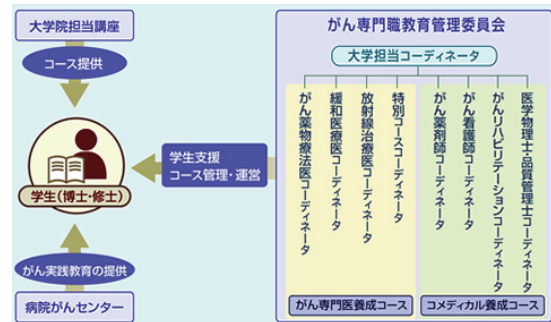 大学院担当講座
コース提供
学生(博士・修士)
がん実践教育の提供
病院がんセンター
学生支援
コース管理・運営
がん専門職教育管理委員会
大学担当コーディネータ
がん薬物療法医コーディネータ
緩和医療医コーディネータ
放射線治療医コーディネータ
特別コースコーディネータ
がん薬剤師コーディネータ
がん看護師コーディネータ
がんリハビリテーションコーディネータ
医学物理士・品質管理士コーディネータ
がん専門医養成コース
コメディカル養成コース